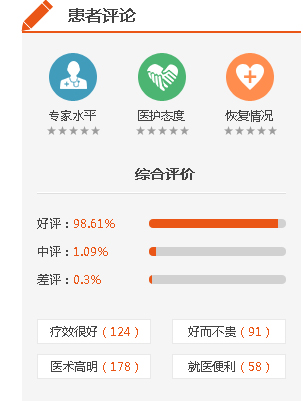 患者评论
专家水平 医护态度 恢复情况
综合评价
好评：98.61%
中评：1.09%
差评：0.3%
疗效很好（124） 好而不贵（91）
医术高明（178） 就医便利（58）